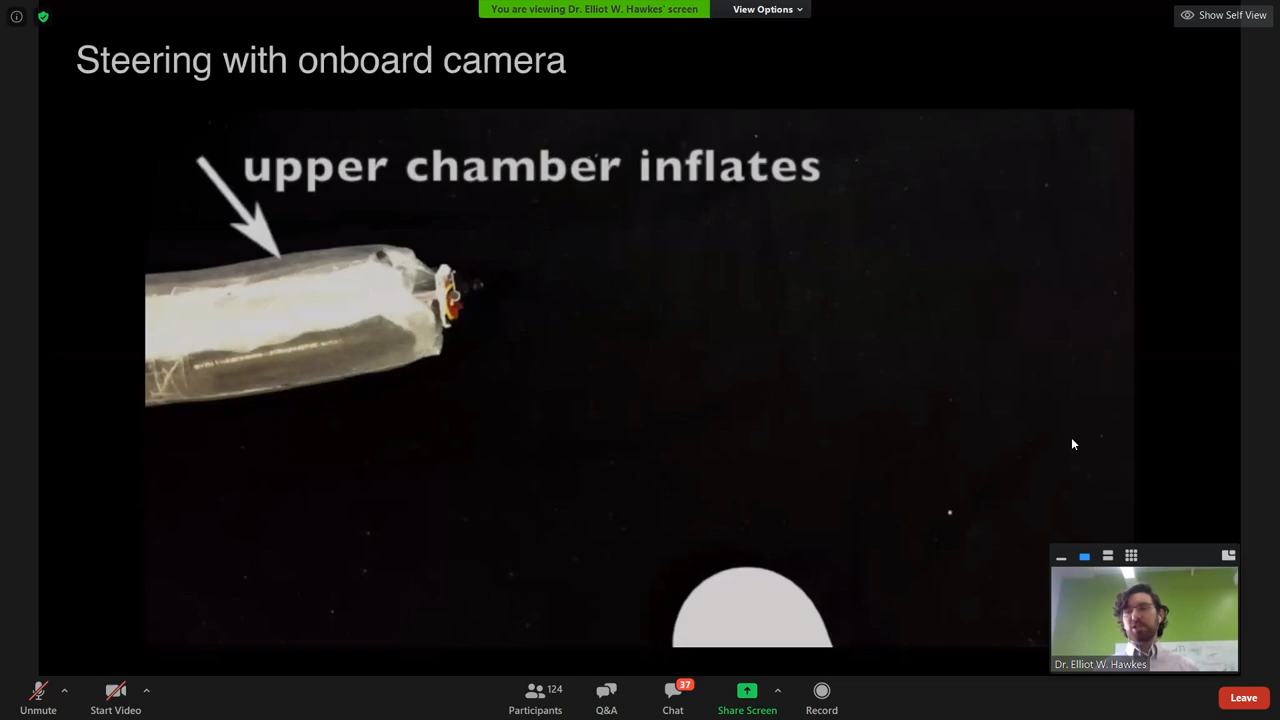 You are viewing Dr. Elliot W. Hawkes' screen
View Options
Show Self View
Steering with onboard camera
upper chamber inflates
Dr. Elliot W. Hawkes
Unmute
Start Video
124
Participants
Q&A
37
Chat
Share Screen
Record
Leave